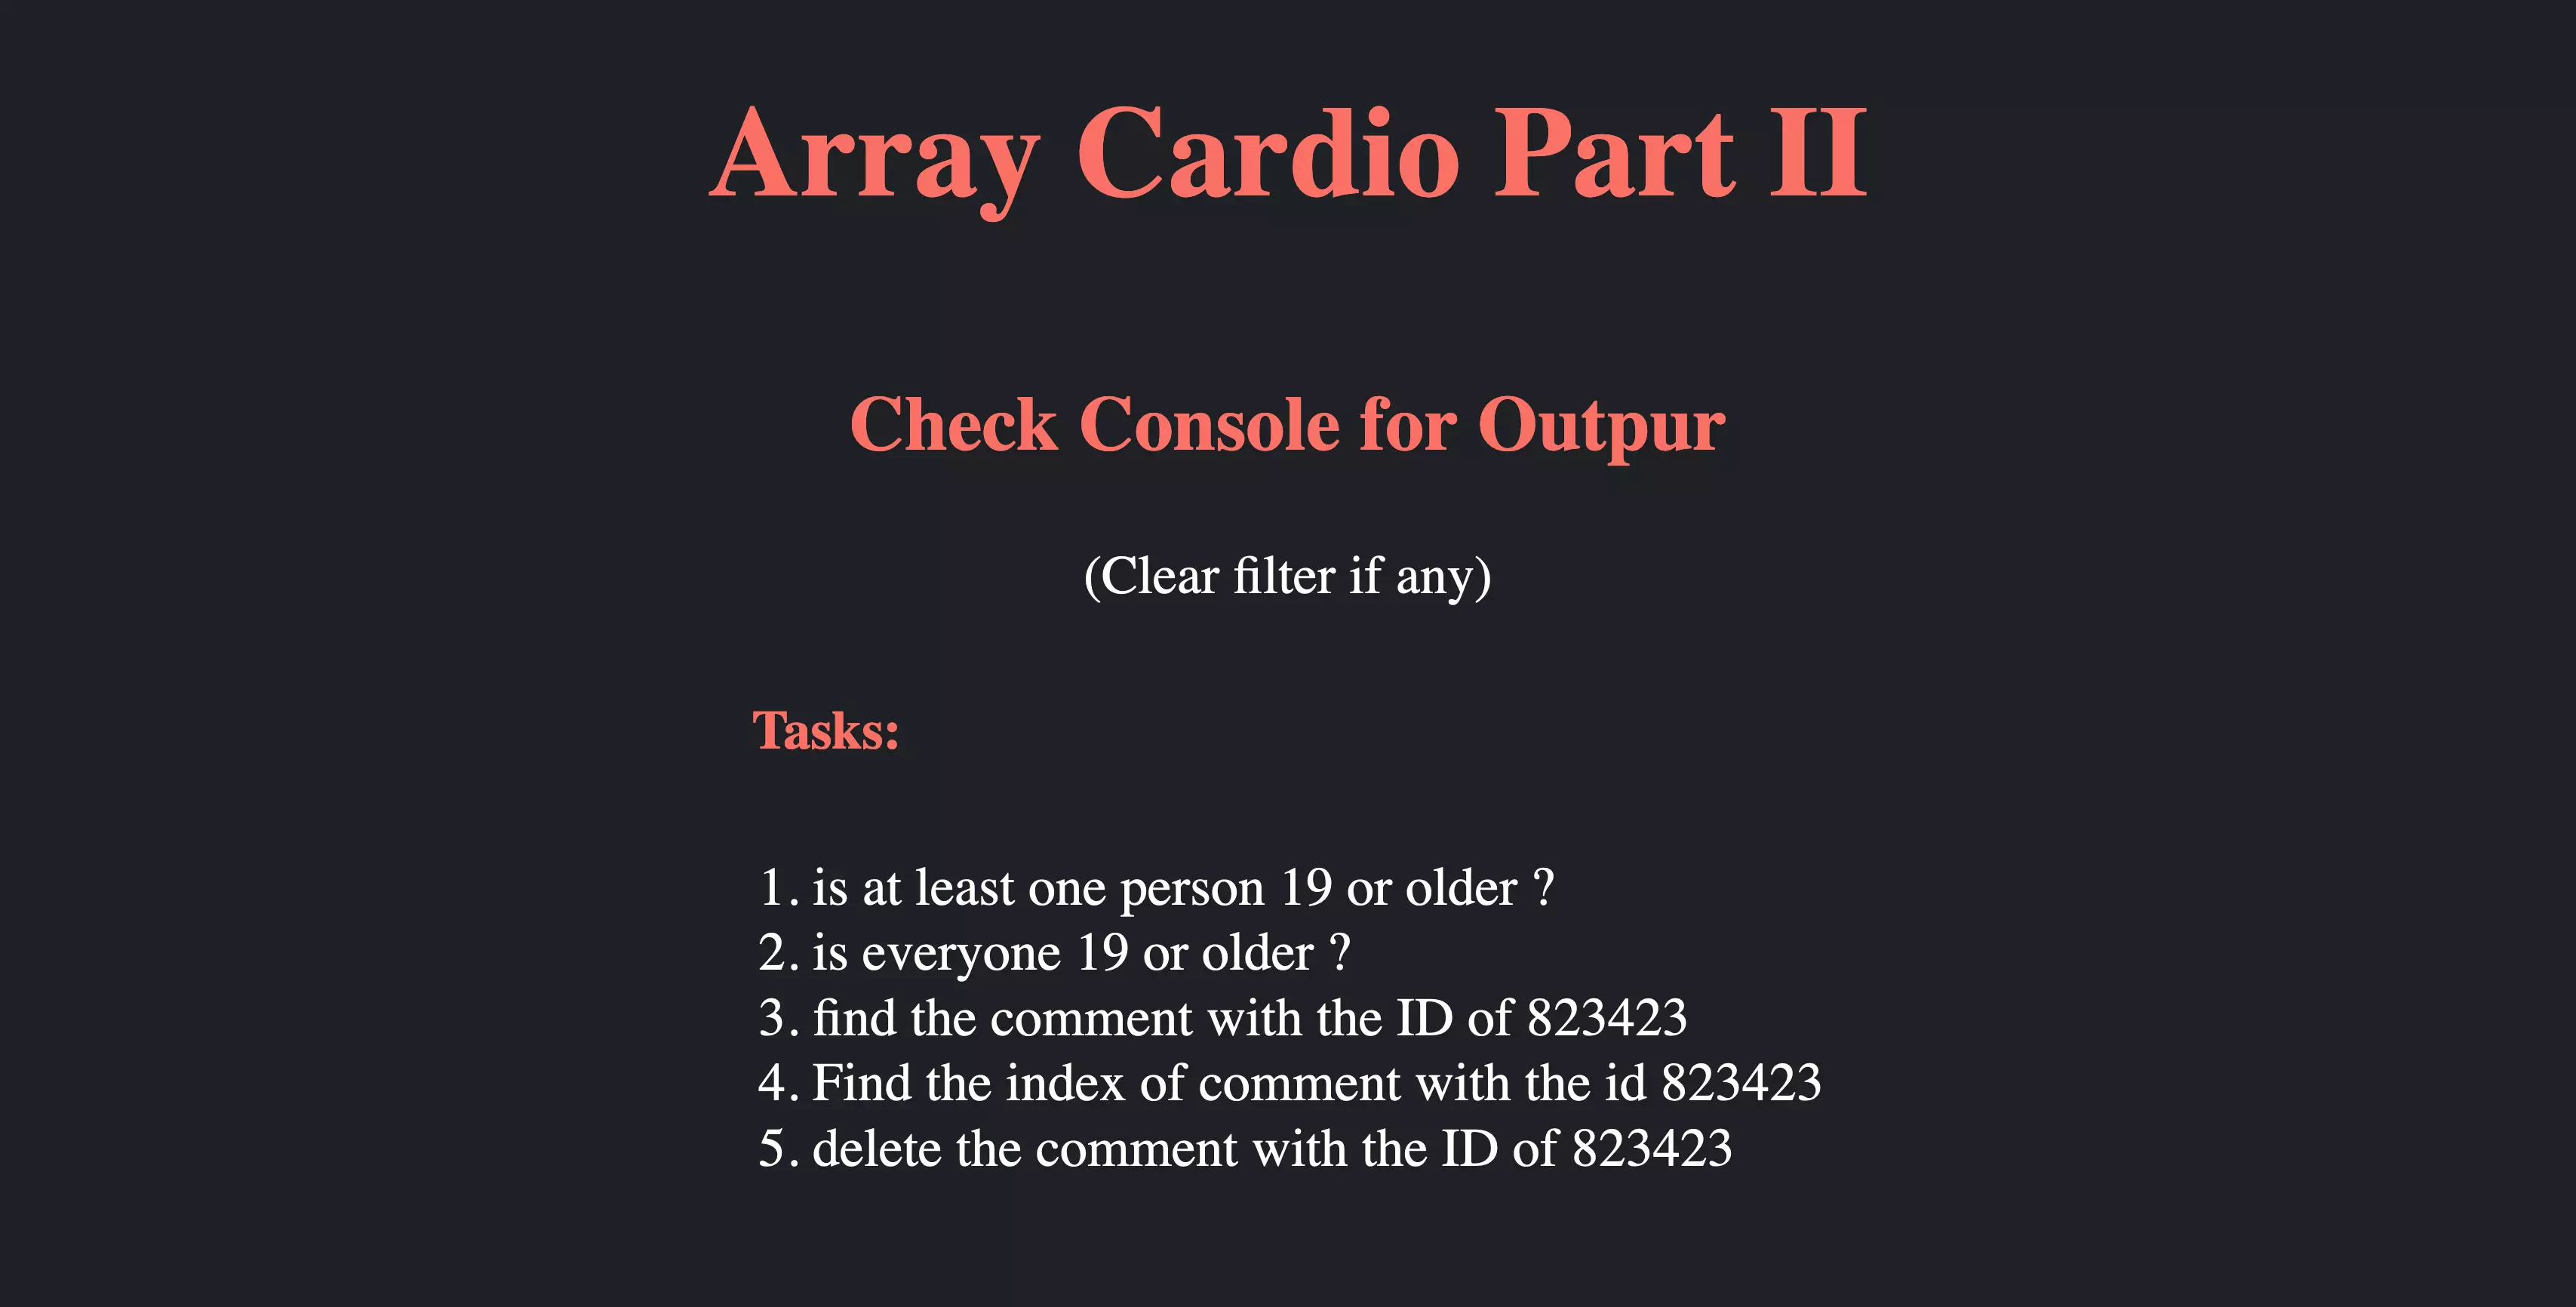 Array Cardio Part II
Check Console for Outpur
(Clear filter if any)
Tasks:
1. is at least one person 19 or older ?
2. is everyone 19 or older ?
3. find the comment with the ID of 823423
4. Find the index of comment with the id 823423
5. delete the comment with the ID of 823423